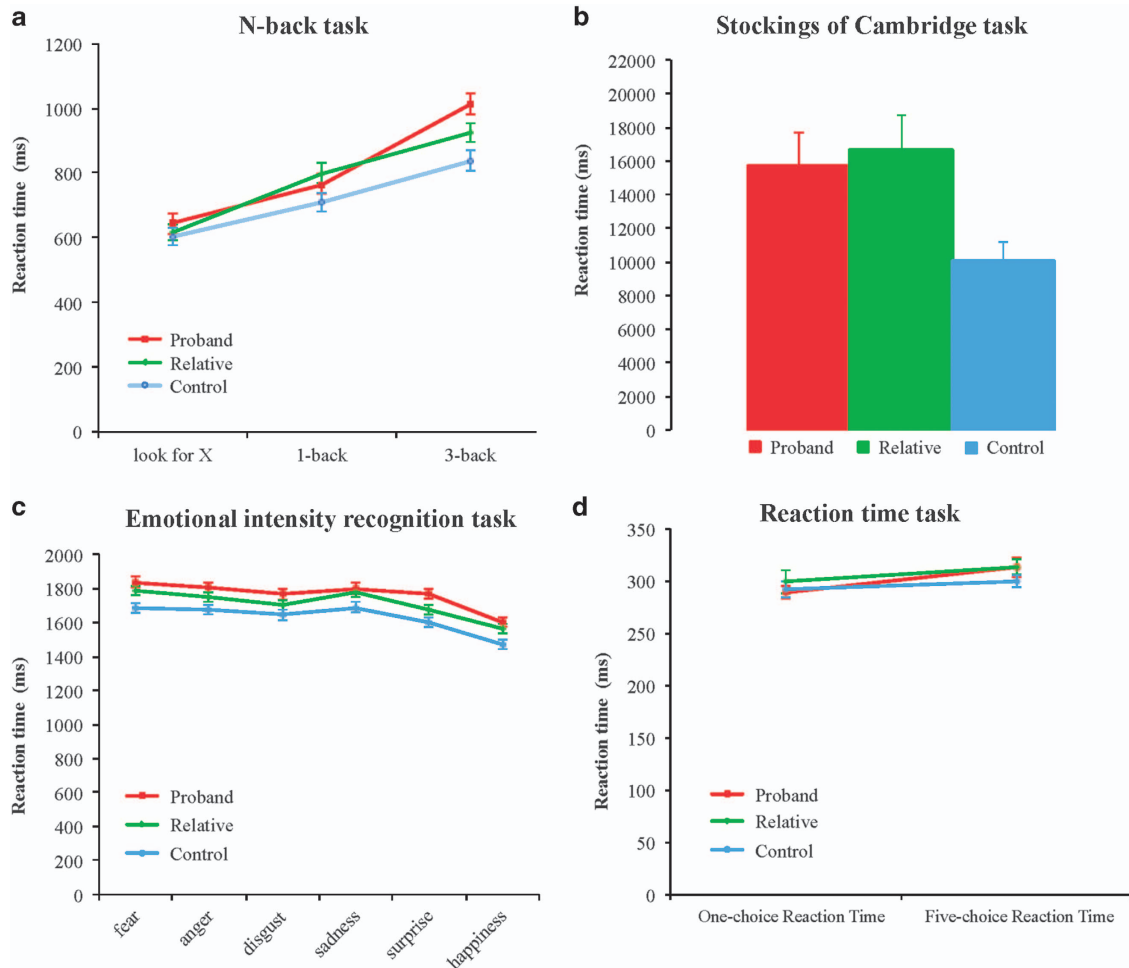 a
N-back task
1200
1000
800
600
400
200
0
Reaction time (ms)
Proband
Relative
Control
look for X 1-back 3-back
b
Stockings of Cambridge task
22000
20000
18000
16000
14000
12000
10000
8000
6000
4000
2000
0
Reaction time (ms)
Proband Relative Control
c
Emotional intensity recognition task
2000
1800
1600
1400
1200
1000
800
600
400
200
0
Reaction time (ms)
Proband
Relative
Control
fear anger disgust sadness surprise happiness
d
Reaction time task
350
300
250
200
150
100
50
0
Reaction time (ms)
Proband
Relative
Control
One-choice Reaction Time Five-choice Reaction Time